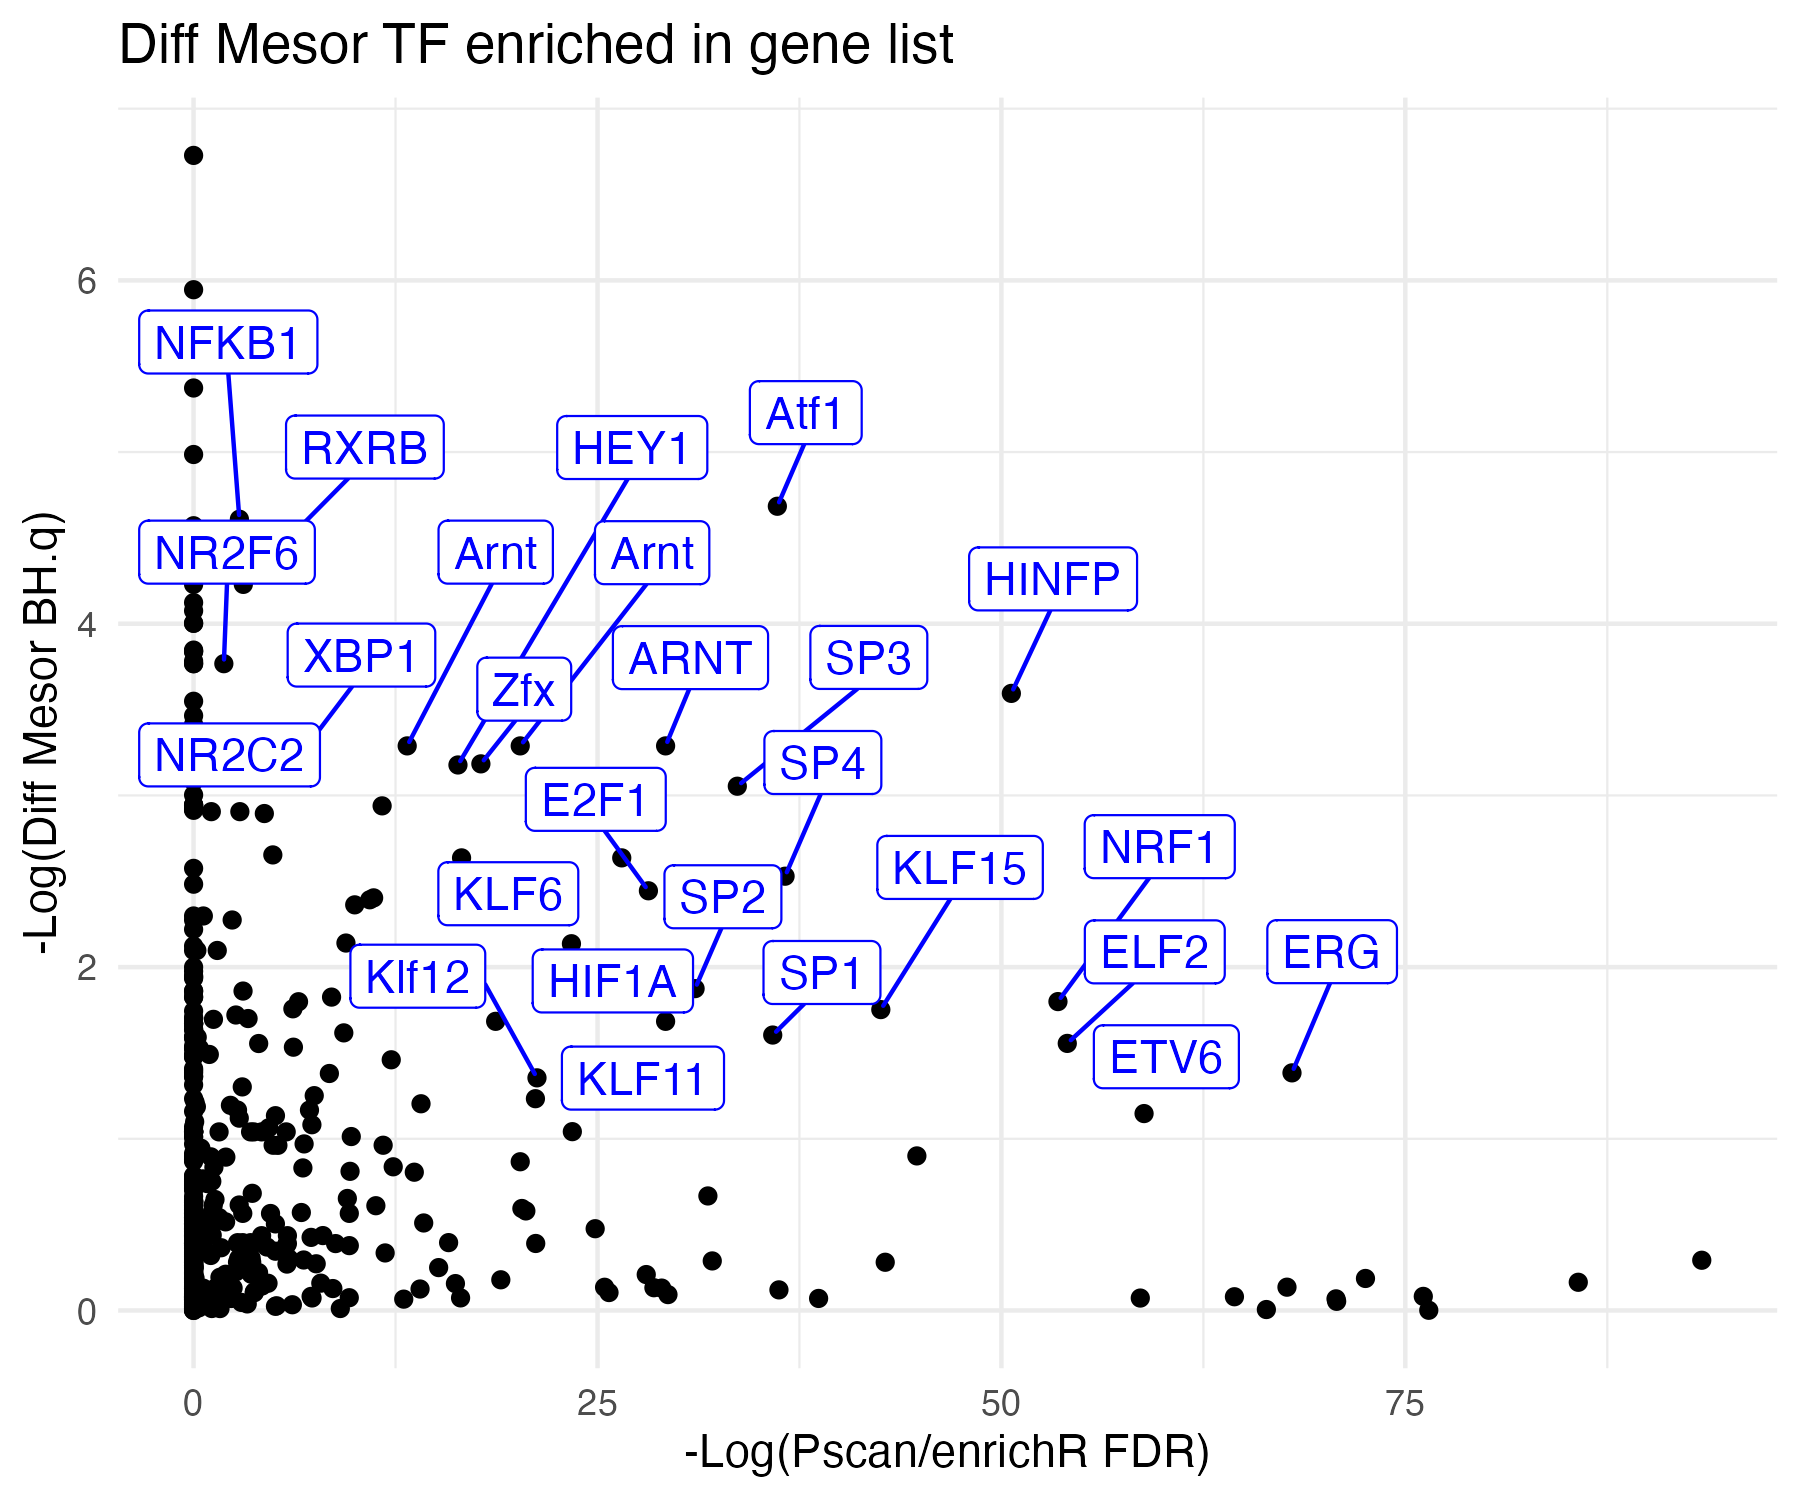 Diff Mesor TF enriched in gene list
-Log(Diff Mesor BH.q)
6
4
2
0
NFKB1
Atf1
RXRB
HEY1
NR2F6
Arnt
Arnt
HINFP
XBP1
ARNT
SP3
Zfx
NR2C2
SP4
E2F1
NRF1
KLF15
KLF6
SP2
ELF2
ERG
Klf12
HIF1A
SP1
ETV6
KLF11
0
25
50
75
-Log(Pscan/enrichR FDR)